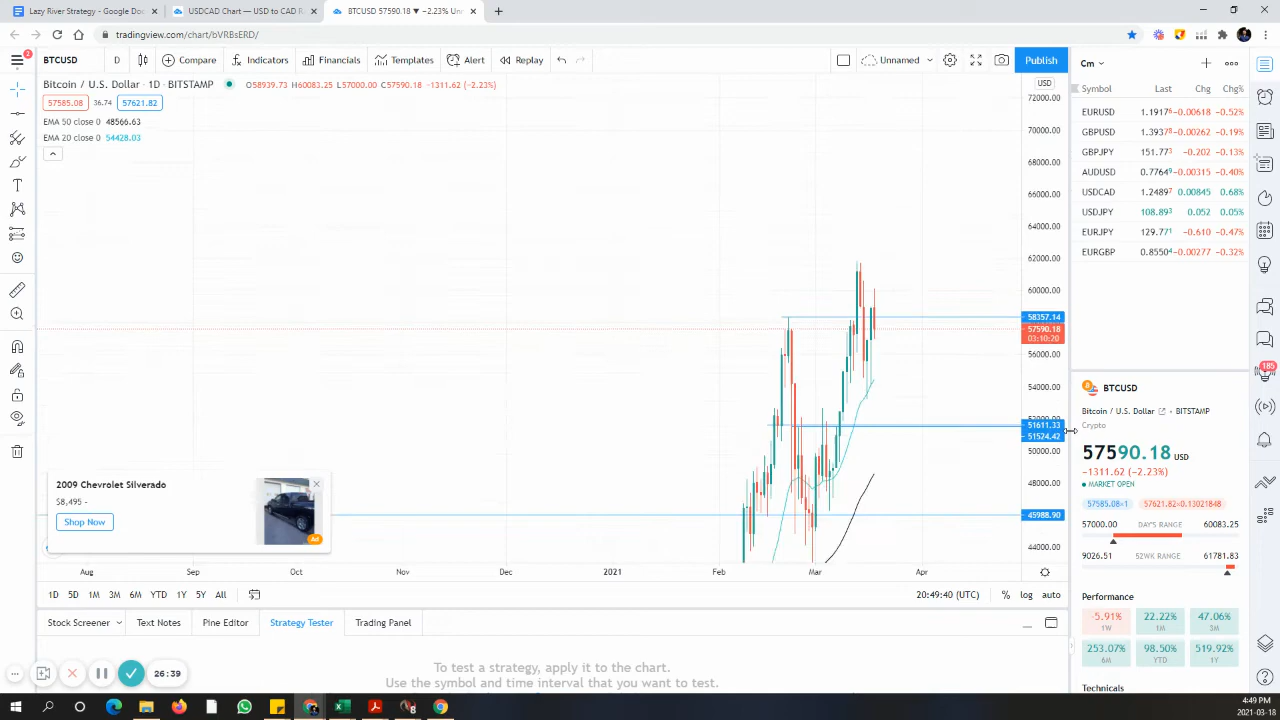 Lazy River Strategy - Google Doc
USDCAD Chart — USD to CAD R
BTCUSD 57590.18 ▼ −2.23% Un
tradingview.com/chart/bVRBsERD/
2
BTCUSD
D
Compare
Indicators
Financials
Templates
Alert
Replay
Unnamed
Publish
Cm
Bitcoin / U.S. Dollar · 1D · BITSTAMP
O58939.73 H60083.25 L57000.00 C57590.18 −1311.62 (−2.23%)
57585.08 36.74 57621.82
EMA 50 close 0 48566.63
EMA 20 close 0 54428.03
USD
72000.00
70000.00
68000.00
66000.00
64000.00
62000.00
60000.00
58357.14
57590.18
03:10:20
56000.00
54000.00
52000.00
51611.33
51524.42
50000.00
48000.00
45988.90
44000.00
Symbol Last Chg Chg%
EURUSD 1.1917⁶ −0.00618 −0.52%
GBPUSD 1.3937⁸ −0.00262 −0.19%
GBPJPY 151.77³ −0.202 −0.13%
AUDUSD 0.7764⁹ −0.00315 −0.40%
USDCAD 1.2489⁷ 0.00845 0.68%
USDJPY 108.89³ 0.052 0.05%
EURJPY 129.77¹ −0.610 −0.47%
EURGBP 0.8550⁴ −0.00277 −0.32%
185
BTCUSD
Bitcoin / U.S. Dollar · BITSTAMP
Crypto
57590.18 USD
−1311.62 (−2.23%)
MARKET OPEN
57585.08×1 57621.82×0.13021848
57000.00 DAY'S RANGE 60083.25
9026.51 52WK RANGE 61781.83
Performance
-5.91% 22.22% 47.06%
1W 1M 3M
253.07% 98.50% 519.92%
6M YTD 1Y
Technicals
2009 Chevrolet Silverado
$8,495 -
Shop Now
Ad
Aug Sep Oct Nov Dec 2021 Feb Mar Apr
1D 5D 1M 3M 6M YTD 1Y 5Y All
20:49:40 (UTC) % log auto
Stock Screener Text Notes Pine Editor Strategy Tester Trading Panel
To test a strategy, apply it to the chart.
Use the symbol and time interval that you want to test.
26:39
4:49 PM
2021-03-18